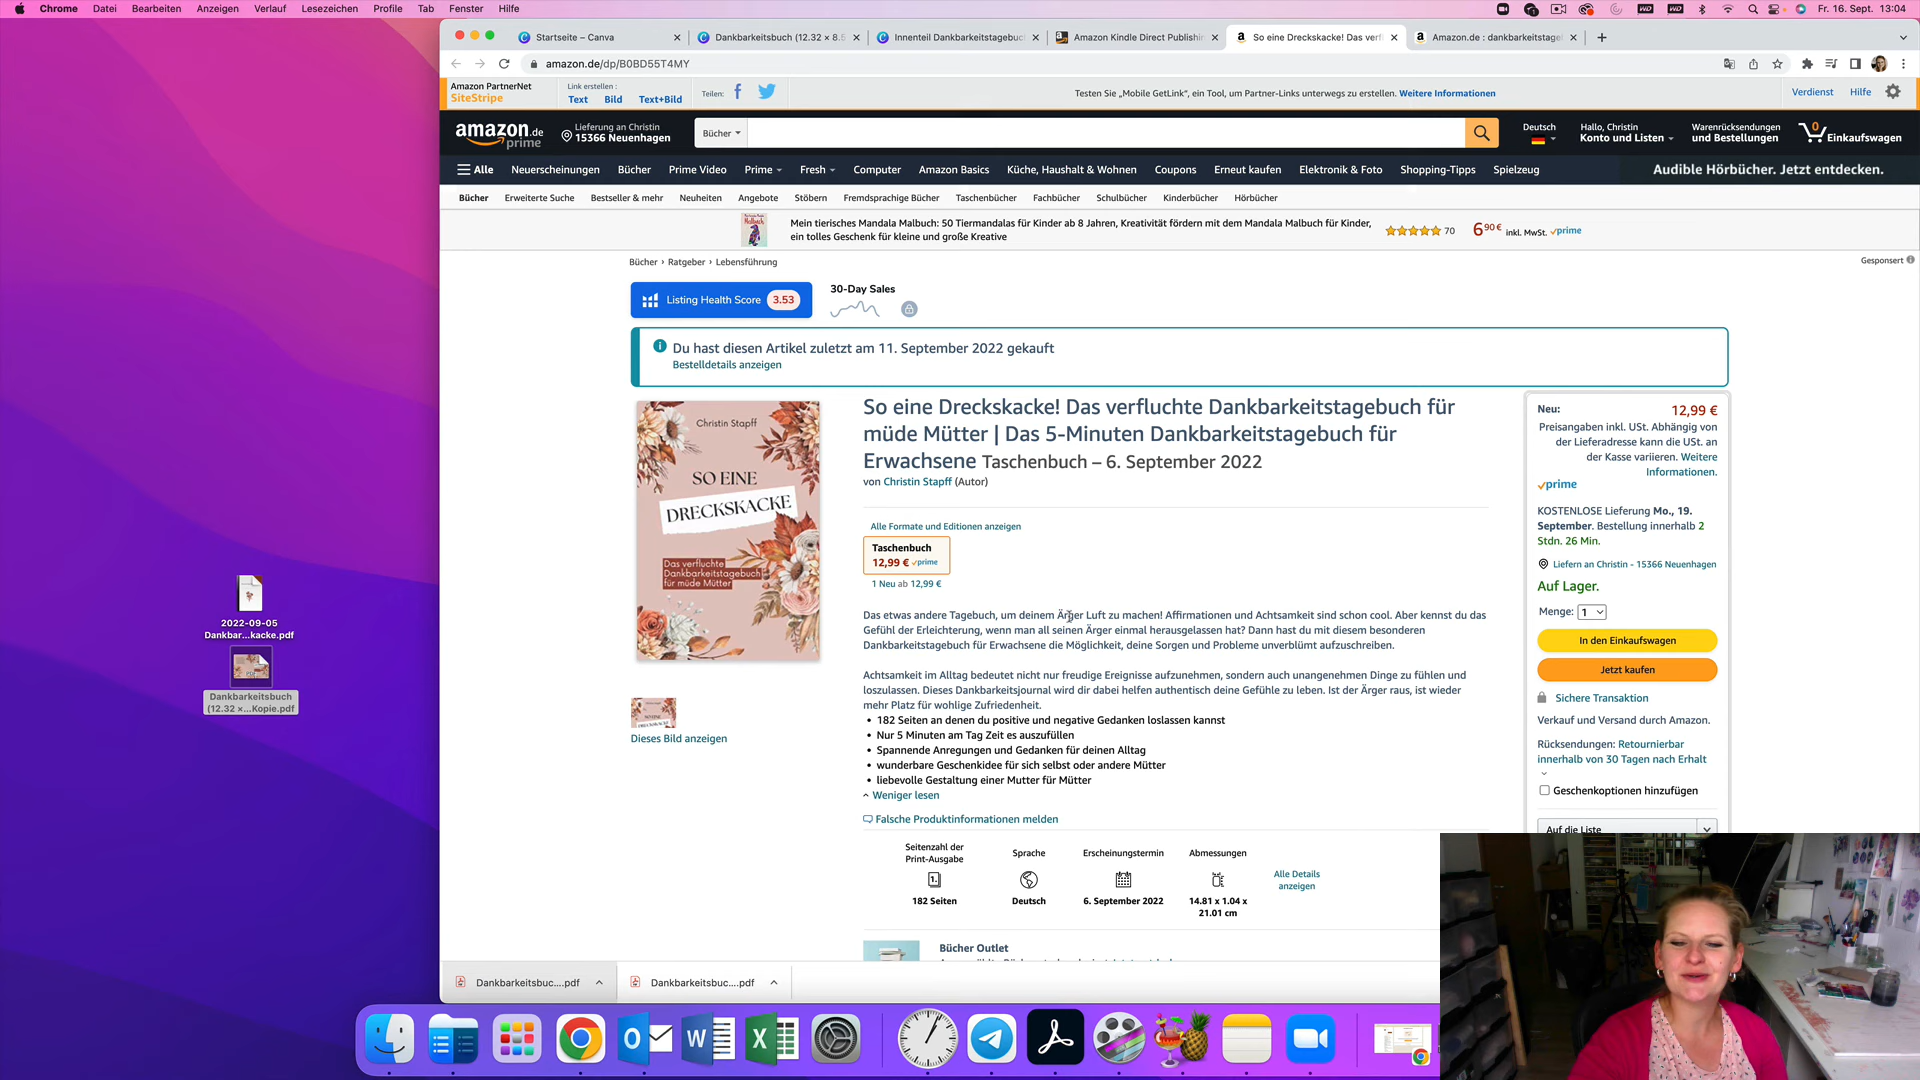 Chrome Datei Bearbeiten Anzeigen Verlauf Lesezeichen Profile Tab Fenster Hilfe
Fr. 16. Sept. 13:04
Startseite – Canva
Dankbarkeitsbuch (12.32 × 8.5
Innenteil Dankbarkeitstagebuc
Amazon Kindle Direct Publishin
So eine Dreckskacke! Das verf
Amazon.de : dankbarkeitstage
amazon.de/dp/B0BD55T4MY
Amazon PartnerNet
SiteStripe
Link erstellen :
Text Bild Text+Bild
Teilen:
Testen Sie „Mobile GetLink“, ein Tool, um Partner-Links unterwegs zu erstellen. Weitere Informationen
Verdienst Hilfe
amazon.de
prime
Lieferung an Christin
15366 Neuenhagen
Bücher
Deutsch
Hallo, Christin
Konto und Listen
Warenrücksendungen
und Bestellungen
0
Einkaufswagen
Alle Neuerscheinungen Bücher Prime Video Prime Fresh Computer Amazon Basics Küche, Haushalt & Wohnen Coupons Erneut kaufen Elektronik & Foto Shopping-Tipps Spielzeug
Audible Hörbücher. Jetzt entdecken.
Bücher Erweiterte Suche Bestseller & mehr Neuheiten Angebote Stöbern Fremdsprachige Bücher Taschenbücher Fachbücher Schulbücher Kinderbücher Hörbücher
Mein tierisches Mandala Malbuch: 50 Tiermandalas für Kinder ab 8 Jahren, Kreativität fördern mit dem Mandala Malbuch für Kinder,
ein tolles Geschenk für kleine und große Kreative
70
6 90 € inkl. MwSt. prime
Bücher › Ratgeber › Lebensführung
Gesponsert
Listing Health Score 3.53
30-Day Sales
Du hast diesen Artikel zuletzt am 11. September 2022 gekauft
Bestelldetails anzeigen
Christin Stapff
SO EINE
DRECKSKACKE
Das verfluchte
Dankbarkeitstagebuch
für müde Mütter
Dieses Bild anzeigen
So eine Dreckskacke! Das verfluchte Dankbarkeitstagebuch für
müde Mütter | Das 5-Minuten Dankbarkeitstagebuch für
Erwachsene Taschenbuch – 6. September 2022
von Christin Stapff (Autor)
Alle Formate und Editionen anzeigen
Taschenbuch
12,99 € prime
1 Neu ab 12,99 €
Das etwas andere Tagebuch, um deinem Ärger Luft zu machen! Affirmationen und Achtsamkeit sind schon cool. Aber kennst du das
Gefühl der Erleichterung, wenn man all seinen Ärger einmal herausgelassen hat? Dann hast du mit diesem besonderen
Dankbarkeitstagebuch für Erwachsene die Möglichkeit, deine Sorgen und Probleme unverblümt aufzuschreiben.
Achtsamkeit im Alltag bedeutet nicht nur freudige Ereignisse aufzunehmen, sondern auch unangenehmen Dinge zu fühlen und
loszulassen. Dieses Dankbarkeitsjournal wird dir dabei helfen authentisch deine Gefühle zu leben. Ist der Ärger raus, ist wieder
mehr Platz für wohlige Zufriedenheit.
• 182 Seiten an denen du positive und negative Gedanken loslassen kannst
• Nur 5 Minuten am Tag Zeit es auszufüllen
• Spannende Anregungen und Gedanken für deinen Alltag
• wunderbare Geschenkidee für sich selbst oder andere Mütter
• liebevolle Gestaltung einer Mutter für Mütter
Weniger lesen
Falsche Produktinformationen melden
Seitenzahl der
Print-Ausgabe
182 Seiten
Sprache
Deutsch
Erscheinungstermin
6. September 2022
Abmessungen
14.81 x 1.04 x
21.01 cm
Alle Details
anzeigen
Bücher Outlet
Neu: 12,99 €
Preisangaben inkl. USt. Abhängig von
der Lieferadresse kann die USt. an
der Kasse variieren. Weitere
Informationen.
prime
KOSTENLOSE Lieferung Mo., 19.
September. Bestellung innerhalb 2
Stdn. 26 Min.
Liefern an Christin - 15366 Neuenhagen
Auf Lager.
Menge: 1
In den Einkaufswagen
Jetzt kaufen
Sichere Transaktion
Verkauf und Versand durch Amazon.
Rücksendungen: Retournierbar
innerhalb von 30 Tagen nach Erhalt
Geschenkoptionen hinzufügen
Auf die Liste
2022-09-05
Dankbar...kacke.pdf
Dankbarkeitsbuch
(12.32 ×...Kopie.pdf
Dankbarkeitsbuc....pdf
Dankbarkeitsbuc....pdf